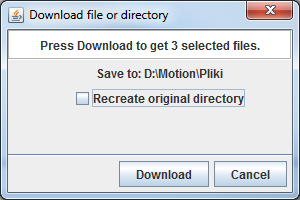 Download file or directory
Press Download to get 3 selected files.
Save to: D:\Motion\Pliki
Recreate original directory
Download Cancel